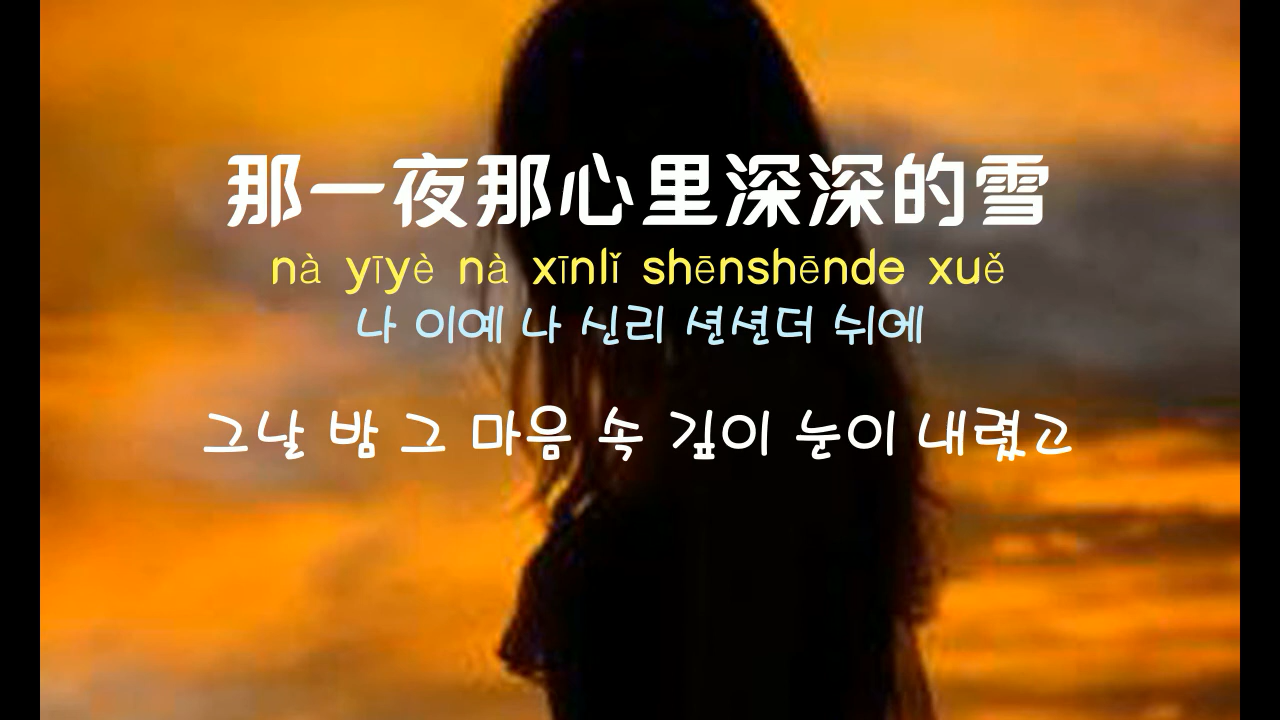 那一夜那心里深深的雪
nà yīyè nà xīnlǐ shēnshēnde xuě
나 이예 나 신리 션션더 쉬에
그날 밤 그 마음 속 깊이 눈이 내렸고